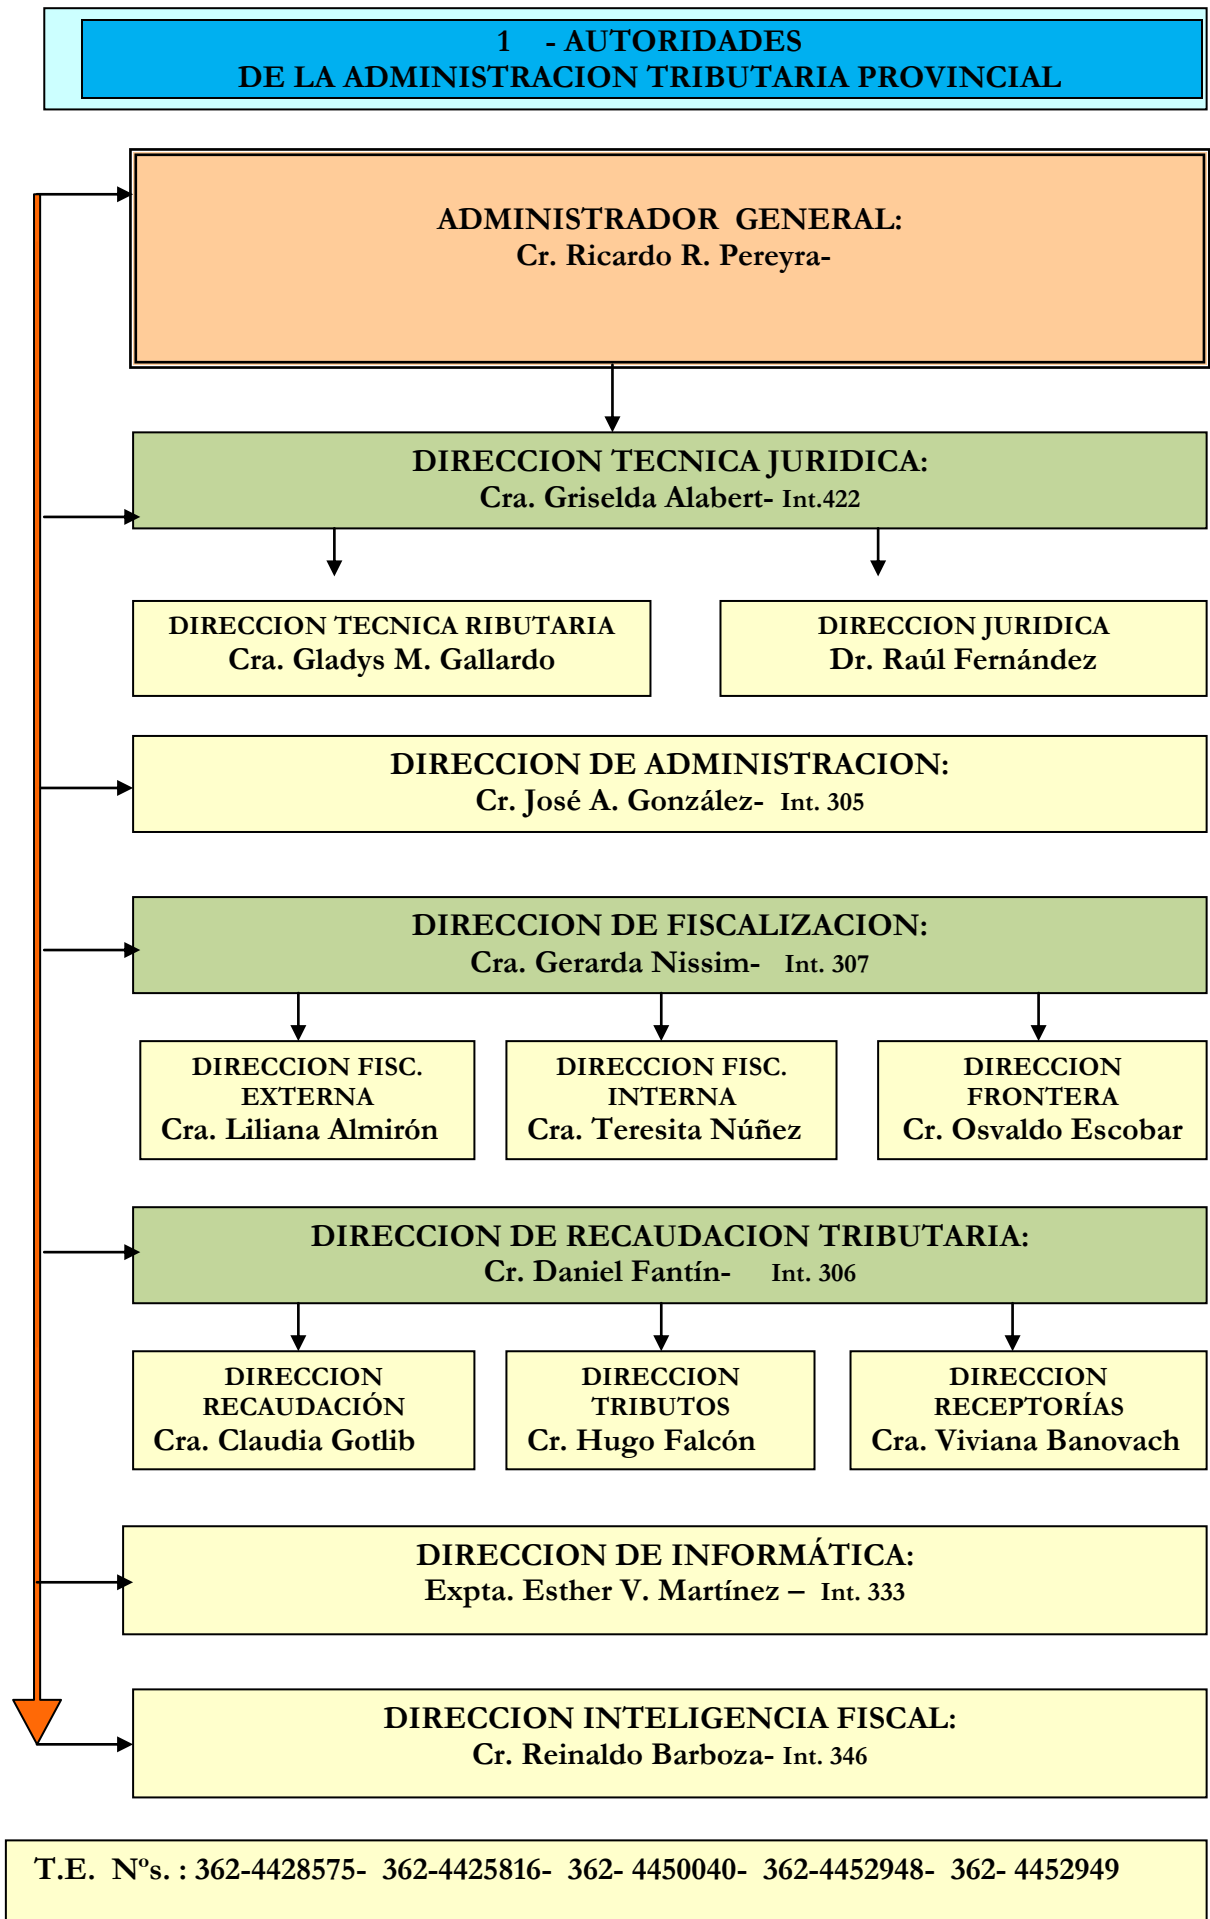 1 - AUTORIDADES
DE LA ADMINISTRACION TRIBUTARIA PROVINCIAL
ADMINISTRADOR GENERAL:
Cr. Ricardo R. Pereyra-
DIRECCION TECNICA JURIDICA:
Cra. Griselda Alabert- Int.422
DIRECCION TECNICA RIBUTARIA
Cra. Gladys M. Gallardo
DIRECCION JURIDICA
Dr. Raúl Fernández
DIRECCION DE ADMINISTRACION:
Cr. José A. González- Int. 305
DIRECCION DE FISCALIZACION:
Cra. Gerarda Nissim- Int. 307
DIRECCION FISC.
EXTERNA
Cra. Liliana Almirón
DIRECCION FISC.
INTERNA
Cra. Teresita Núñez
DIRECCION
FRONTERA
Cr. Osvaldo Escobar
DIRECCION DE RECAUDACION TRIBUTARIA:
Cr. Daniel Fantín- Int. 306
DIRECCION
RECAUDACIÓN
Cra. Claudia Gotlib
DIRECCION
TRIBUTOS
Cr. Hugo Falcón
DIRECCION
RECEPTORÍAS
Cra. Viviana Banovach
DIRECCION DE INFORMÁTICA:
Expta. Esther V. Martínez – Int. 333
DIRECCION INTELIGENCIA FISCAL:
Cr. Reinaldo Barboza- Int. 346
T.E. Nºs. : 362-4428575- 362-4425816- 362- 4450040- 362-4452948- 362- 4452949